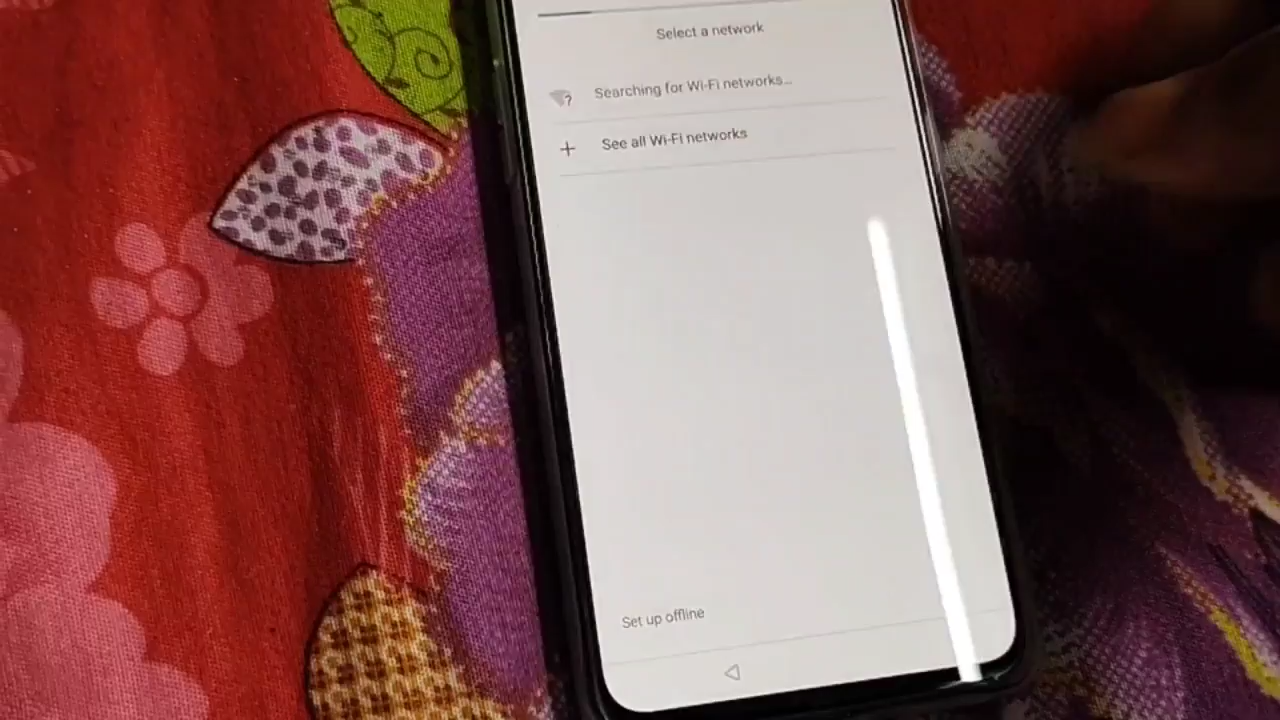 Select a network
Searching for Wi-Fi networks...
See all Wi-Fi networks
Set up offline